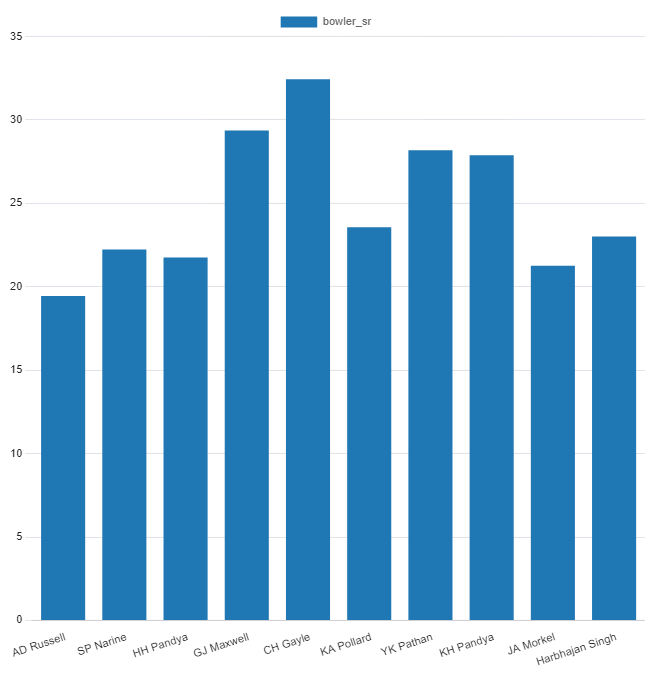 bowler_sr
35
30
25
20
15
10
5
0
AD Russell
SP Narine
HH Pandya
GJ Maxwell
CH Gayle
KA Pollard
YK Pathan
KH Pandya
JA Morkel
Harbhajan Singh